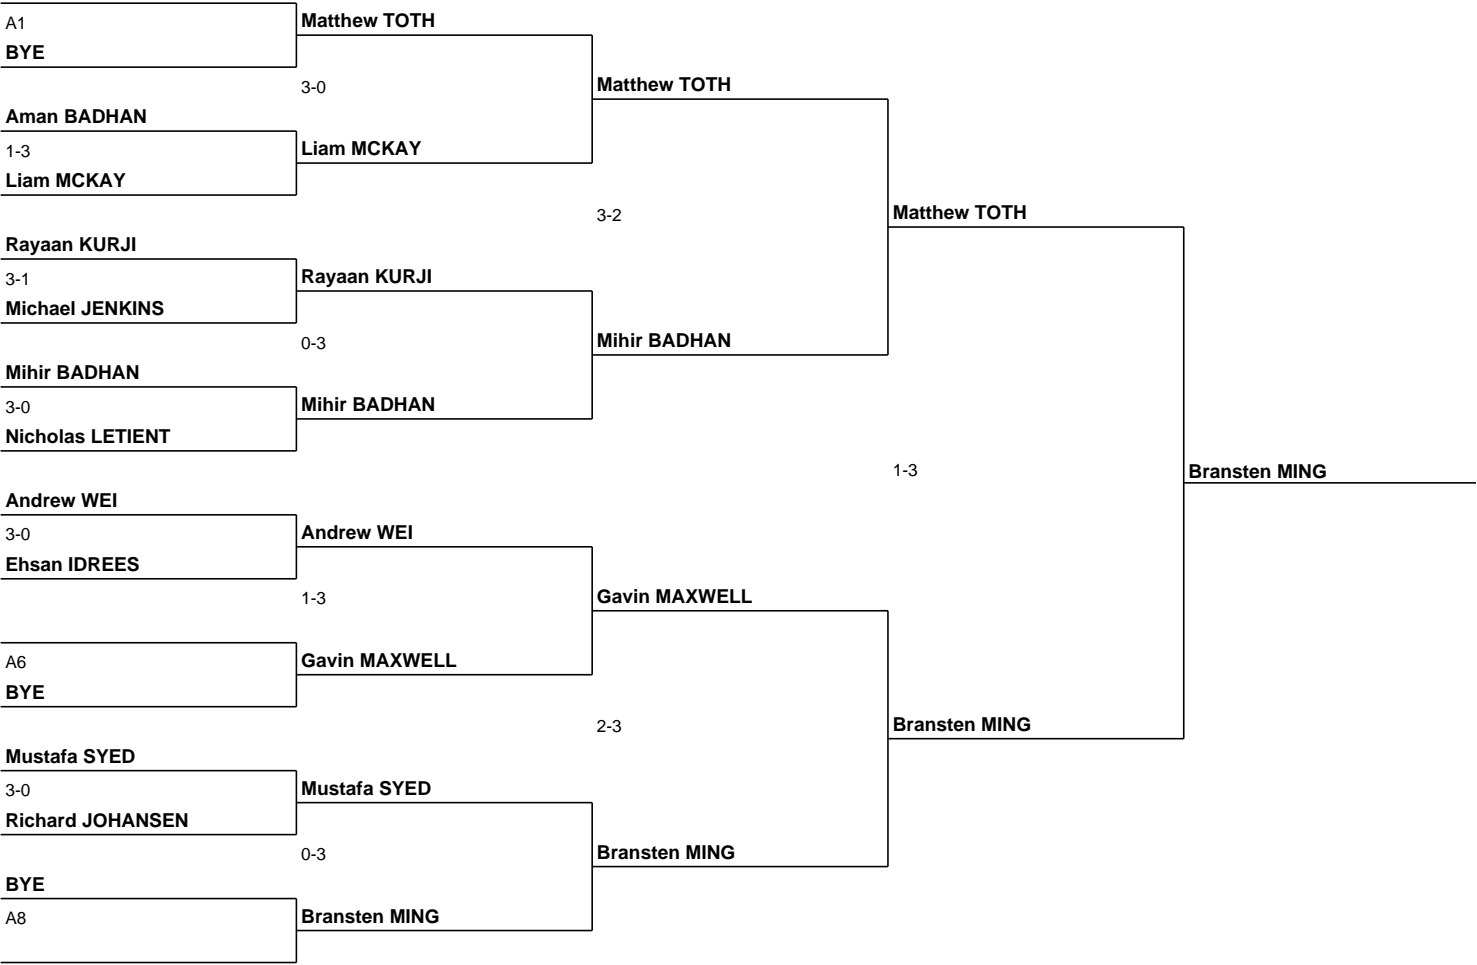 A1
BYE
Aman BADHAN
1-3
Liam MCKAY
Rayaan KURJI
3-1
Michael JENKINS
Mihir BADHAN
3-0
Nicholas LETIENT
Andrew WEI
3-0
Ehsan IDREES
A6
BYE
Mustafa SYED
3-0
Richard JOHANSEN
BYE
A8
Matthew TOTH
3-0
Liam MCKAY
Rayaan KURJI
0-3
Mihir BADHAN
Andrew WEI
1-3
Gavin MAXWELL
Mustafa SYED
0-3
Bransten MING
Matthew TOTH
3-2
Mihir BADHAN
Gavin MAXWELL
2-3
Bransten MING
Matthew TOTH
1-3
Bransten MING
Bransten MING